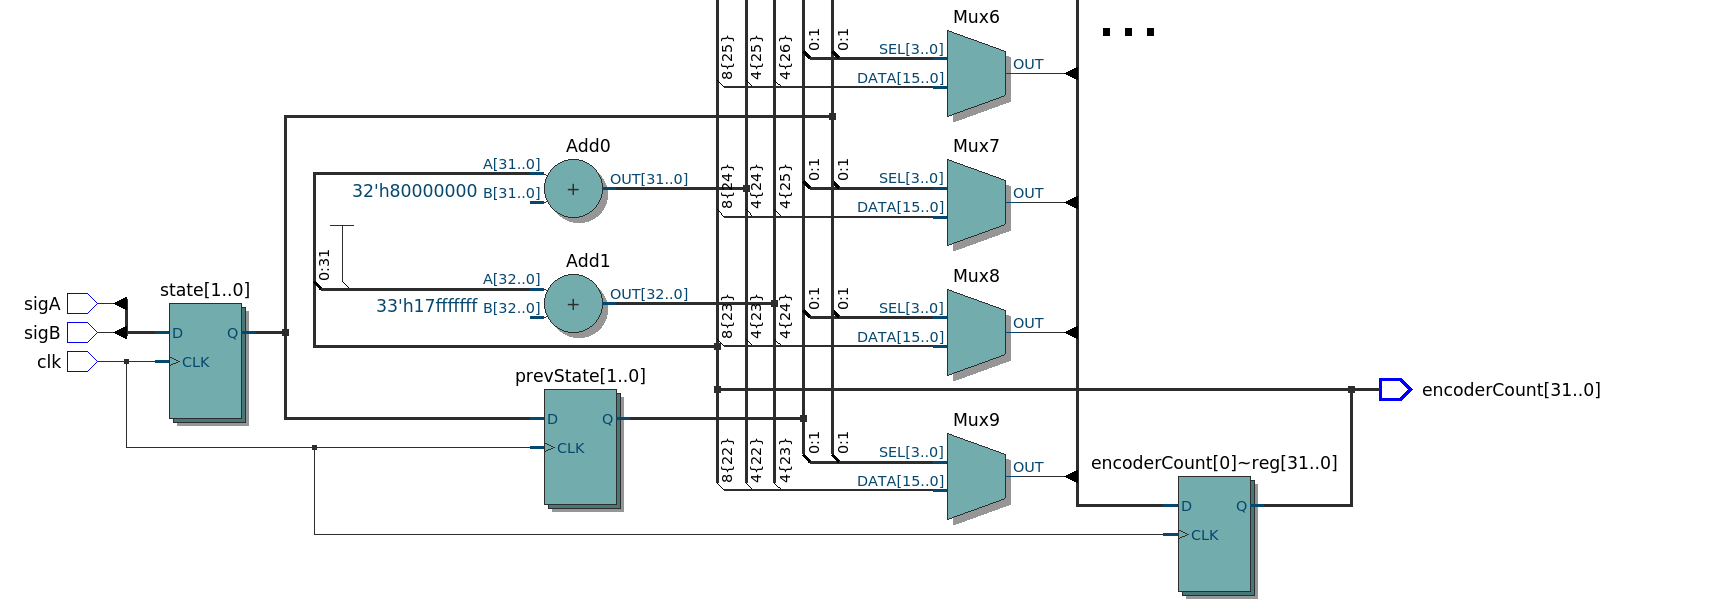 Mux6
8{25}
4{25}
4{26}
0:1
0:1
SEL[3..0]
DATA[15..0]
OUT
Add0
A[31..0]
32'h80000000 B[31..0]
+
OUT[31..0]
Mux7
8{24}
4{24}
4{25}
0:1
0:1
SEL[3..0]
DATA[15..0]
OUT
0:31
Add1
A[32..0]
33'h17fffffff B[32..0]
+
OUT[32..0]
Mux8
8{23}
4{23}
4{24}
0:1
0:1
SEL[3..0]
DATA[15..0]
OUT
sigA
sigB
clk
state[1..0]
D Q
CLK
prevState[1..0]
D Q
CLK
Mux9
8{22}
4{22}
4{23}
0:1
0:1
SEL[3..0]
DATA[15..0]
OUT
encoderCount[31..0]
encoderCount[0]~reg[31..0]
D Q
CLK